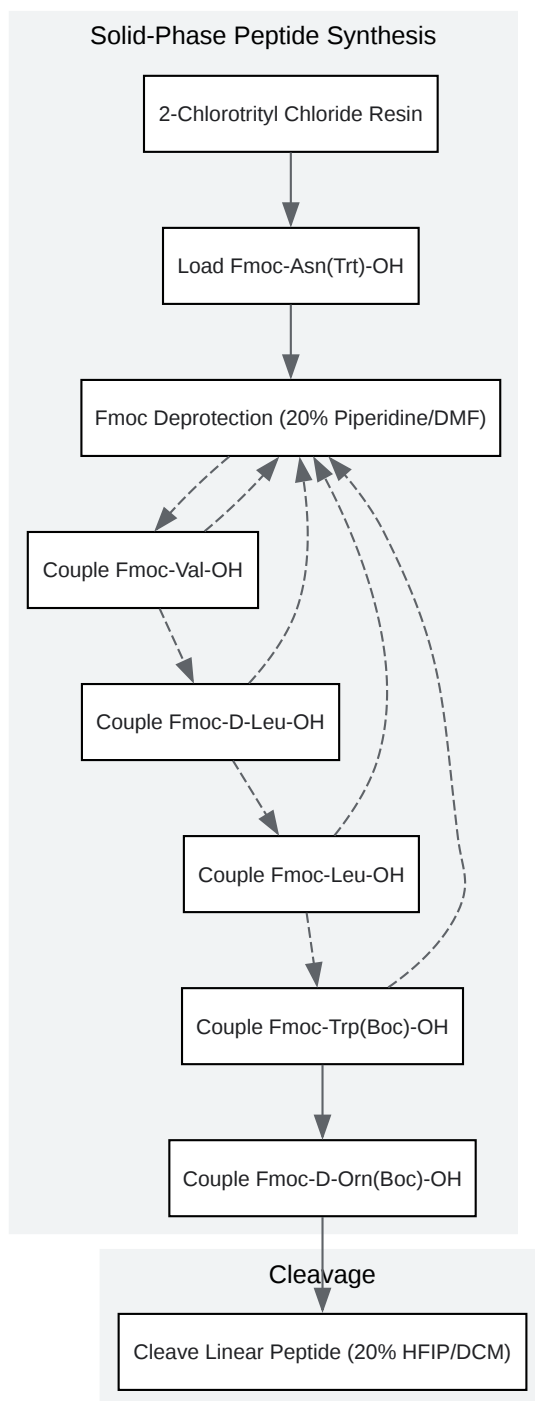 Solid-Phase Peptide Synthesis
2-Chlorotrityl Chloride Resin
Load Fmoc-Asn(Trt)-OH
Fmoc Deprotection (20% Piperidine/DMF)
Couple Fmoc-Val-OH
Couple Fmoc-D-Leu-OH
Couple Fmoc-Leu-OH
Couple Fmoc-Trp(Boc)-OH
Couple Fmoc-D-Orn(Boc)-OH
Cleavage
Cleave Linear Peptide (20% HFIP/DCM)